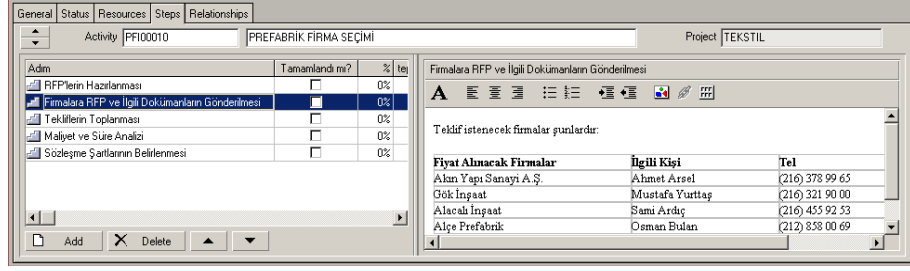 General Status Resources Steps Relationships
Activity PFI00010 PREFABRİK FİRMA SEÇİMİ Project TEKSTIL
Adım Tamamlandı mı? % tep
RFP'lerin Hazırlanması 0%
Firmalara RFP ve İlgili Dokümanların Gönderilmesi 0%
Tekliflerin Toplanması 0%
Maliyet ve Süre Analizi 0%
Sözleşme Şartlarının Belirlenmesi 0%
Add Delete
Firmalara RFP ve İlgili Dokümanların Gönderilmesi
Teklif istenecek firmalar şunlardır:
Fiyat Alınacak Firmalar İlgili Kişi Tel
Akın Yapı Sanayi A.Ş. Ahmet Arsel (216) 378 99 65
Gök İnşaat Mustafa Yurttaş (216) 321 90 00
Alacalı İnşaat Sami Ardıç (216) 455 92 53
Alçe Prefabrik Osman Bulan (212) 858 00 69